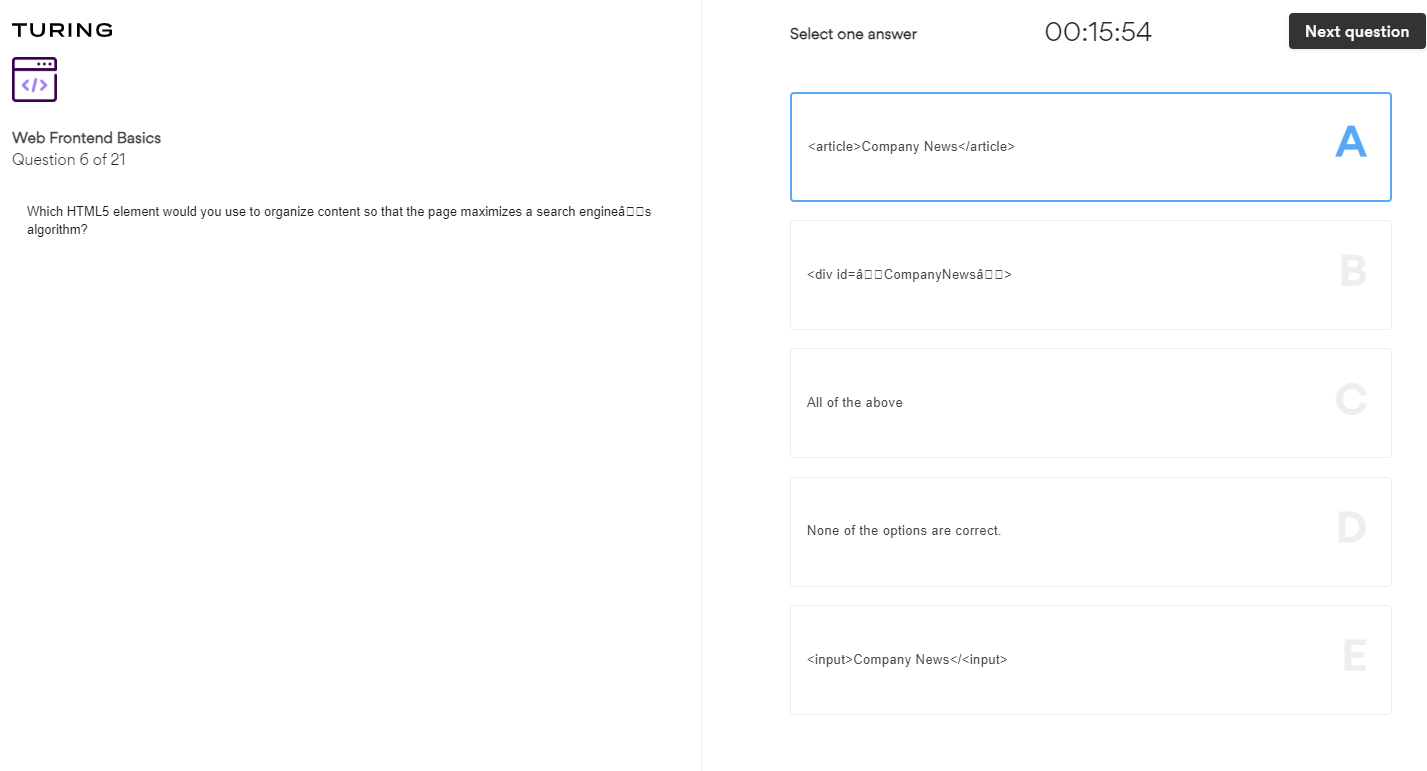 TURING
</>
Web Frontend Basics
Question 6 of 21
Which HTML5 element would you use to organize content so that the page maximizes a search engineâ□□s
algorithm?
Select one answer
00:15:54
Next question
<article>Company News</article>
A
<div id=â□□CompanyNewsâ□□>
B
All of the above
C
None of the options are correct.
D
<input>Company News</<input>
E